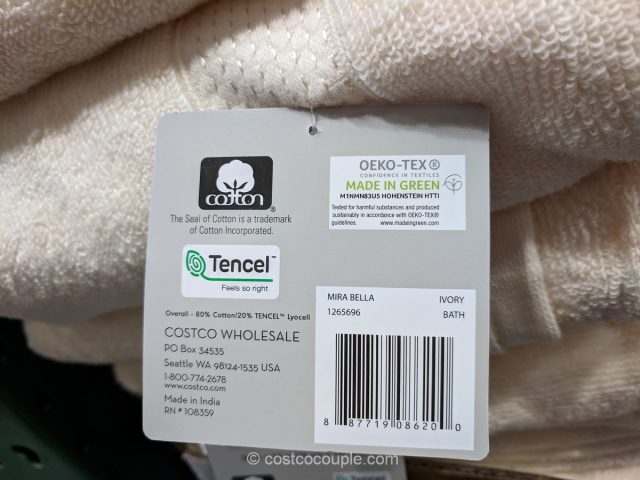 cotton ®
The Seal of Cotton is a trademark
of Cotton Incorporated.
Tencel™
Feels so right
Overall - 80% Cotton/20% TENCEL™ Lyocell
COSTCO WHOLESALE
PO Box 34535
Seattle WA 98124-1535 USA
1-800-774-2678
www.costco.com
Made in India
RN # 108359
OEKO-TEX®
CONFIDENCE IN TEXTILES
MADE IN GREEN
M1NMNB3U5 HOHENSTEIN HTTI
Tested for harmful substances and produced
sustainably in accordance with OEKO-TEX®
guidelines. www.madeingreen.com
MIRA BELLA IVORY
1265696 BATH
8 87719 08620 0
© costcocouple.com
Tencel